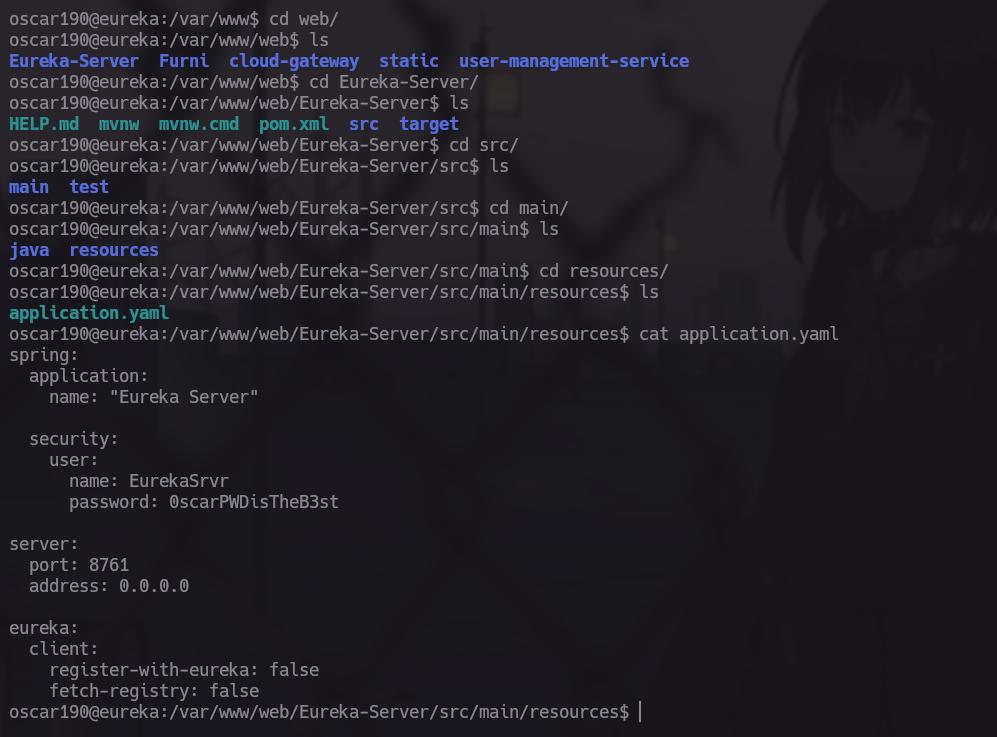 oscar190@eureka:/var/www$ cd web/
oscar190@eureka:/var/www/web$ ls
Eureka-Server  Furni  cloud-gateway  static  user-management-service
oscar190@eureka:/var/www/web$ cd Eureka-Server/
oscar190@eureka:/var/www/web/Eureka-Server$ ls
HELP.md  mvnw  mvnw.cmd  pom.xml  src  target
oscar190@eureka:/var/www/web/Eureka-Server$ cd src/
oscar190@eureka:/var/www/web/Eureka-Server/src$ ls
main  test
oscar190@eureka:/var/www/web/Eureka-Server/src$ cd main/
oscar190@eureka:/var/www/web/Eureka-Server/src/main$ ls
java  resources
oscar190@eureka:/var/www/web/Eureka-Server/src/main$ cd resources/
oscar190@eureka:/var/www/web/Eureka-Server/src/main/resources$ ls
application.yaml
oscar190@eureka:/var/www/web/Eureka-Server/src/main/resources$ cat application.yaml
spring:
  application:
    name: "Eureka Server"

  security:
    user:
      name: EurekaSrvr
      password: 0scarPWDisTheB3st

server:
  port: 8761
  address: 0.0.0.0

eureka:
  client:
    register-with-eureka: false
    fetch-registry: false
oscar190@eureka:/var/www/web/Eureka-Server/src/main/resources$